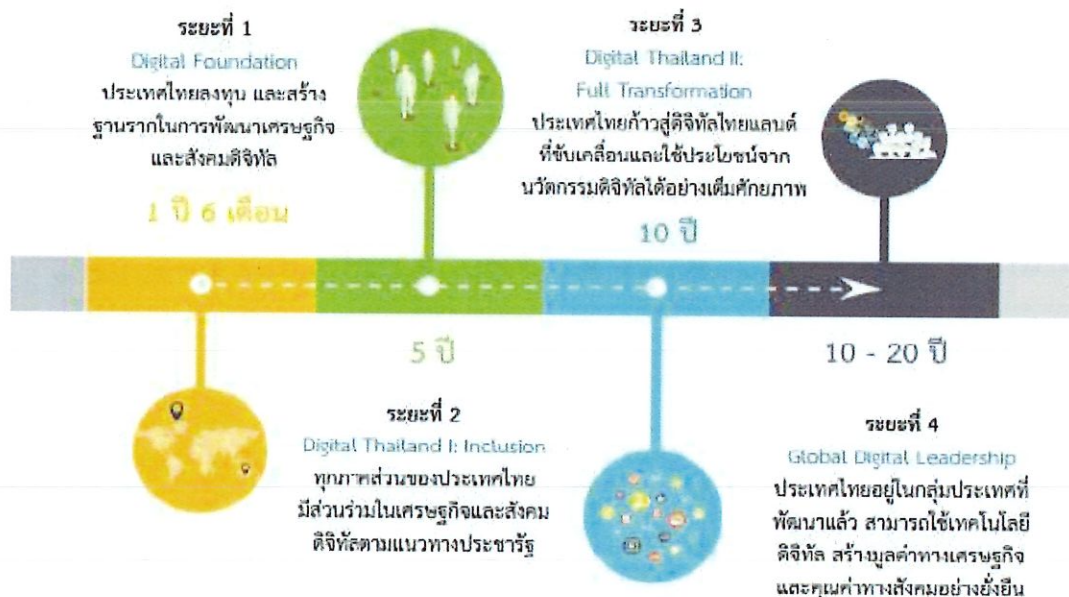 ระยะที่ 1
Digital Foundation
ประเทศไทยลงทุน และสร้าง
ฐานรากในการพัฒนาเศรษฐกิจ
และสังคมดิจิทัล
1 ปี 6 เดือน
5 ปี
ระยะที่ 2
Digital Thailand I: Inclusion
ทุกภาคส่วนของประเทศไทย
มีส่วนร่วมในเศรษฐกิจและสังคม
ดิจิทัลตามแนวทางประชารัฐ
ระยะที่ 3
Digital Thailand II:
Full Transformation
ประเทศไทยก้าวสู่ดิจิทัลไทยแลนด์
ที่ขับเคลื่อนและใช้ประโยชน์จาก
นวัตกรรมดิจิทัลได้อย่างเต็มศักยภาพ
10 ปี
10 - 20 ปี
ระยะที่ 4
Global Digital Leadership
ประเทศไทยอยู่ในกลุ่มประเทศที่
พัฒนาแล้ว สามารถใช้เทคโนโลยี
ดิจิทัล สร้างมูลค่าทางเศรษฐกิจ
และคุณค่าทางสังคมอย่างยั่งยืน